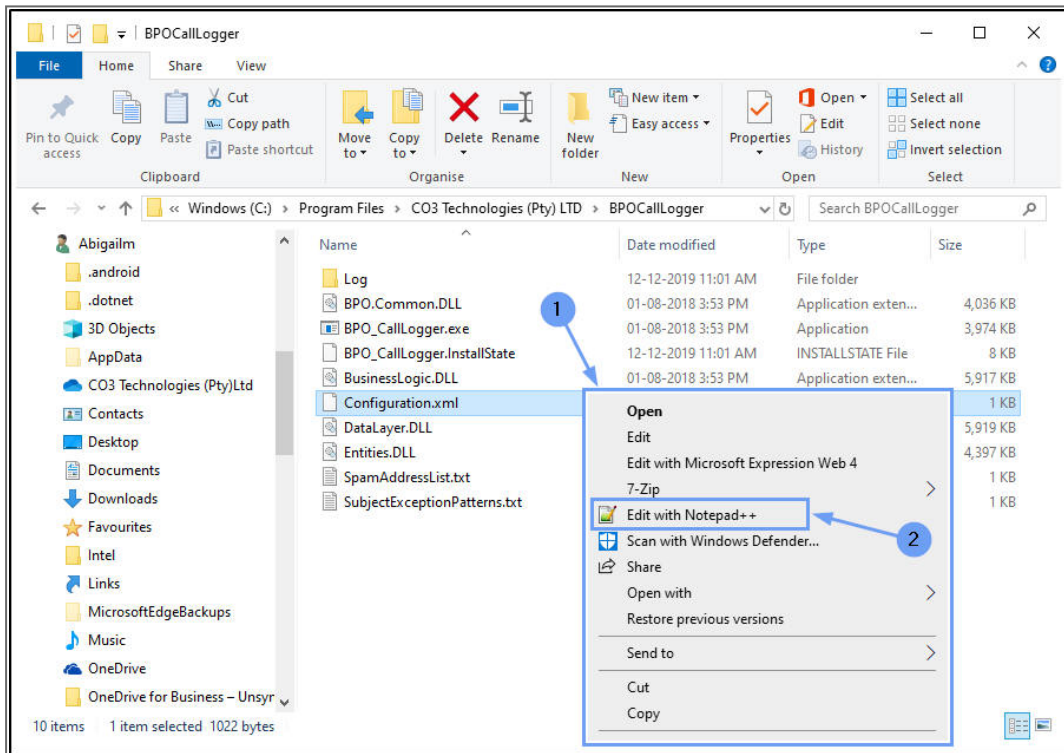 BPOCallLogger
File Home Share View
Pin to Quick access
Copy
Paste
Cut
Copy path
Paste shortcut
Clipboard
Move to
Copy to
Delete
Rename
Organise
New folder
New item
Easy access
New
Properties
Open
Edit
History
Open
Select all
Select none
Invert selection
Select
« Windows (C:) > Program Files > CO3 Technologies (Pty) LTD > BPOCallLogger
Search BPOCallLogger
Abigailm
.android
.dotnet
3D Objects
AppData
CO3 Technologies (Pty)Ltd
Contacts
Desktop
Documents
Downloads
Favourites
Intel
Links
MicrosoftEdgeBackups
Music
OneDrive
OneDrive for Business – Unsyr
Name Date modified Type Size
Log 12-12-2019 11:01 AM File folder
BPO.Common.DLL 01-08-2018 3:53 PM Application exten... 4,036 KB
BPO_CallLogger.exe 01-08-2018 3:53 PM Application 3,974 KB
BPO_CallLogger.InstallState 12-12-2019 11:01 AM INSTALLSTATE File 8 KB
BusinessLogic.DLL 01-08-2018 3:53 PM Application exten... 5,917 KB
Configuration.xml 1 KB
DataLayer.DLL 5,919 KB
Entities.DLL 4,397 KB
SpamAddressList.txt 1 KB
SubjectExceptionPatterns.txt 1 KB
1
Open
Edit
Edit with Microsoft Expression Web 4
7-Zip
Edit with Notepad++
2
Scan with Windows Defender...
Share
Open with
Restore previous versions
Send to
Cut
Copy
10 items 1 item selected 1022 bytes